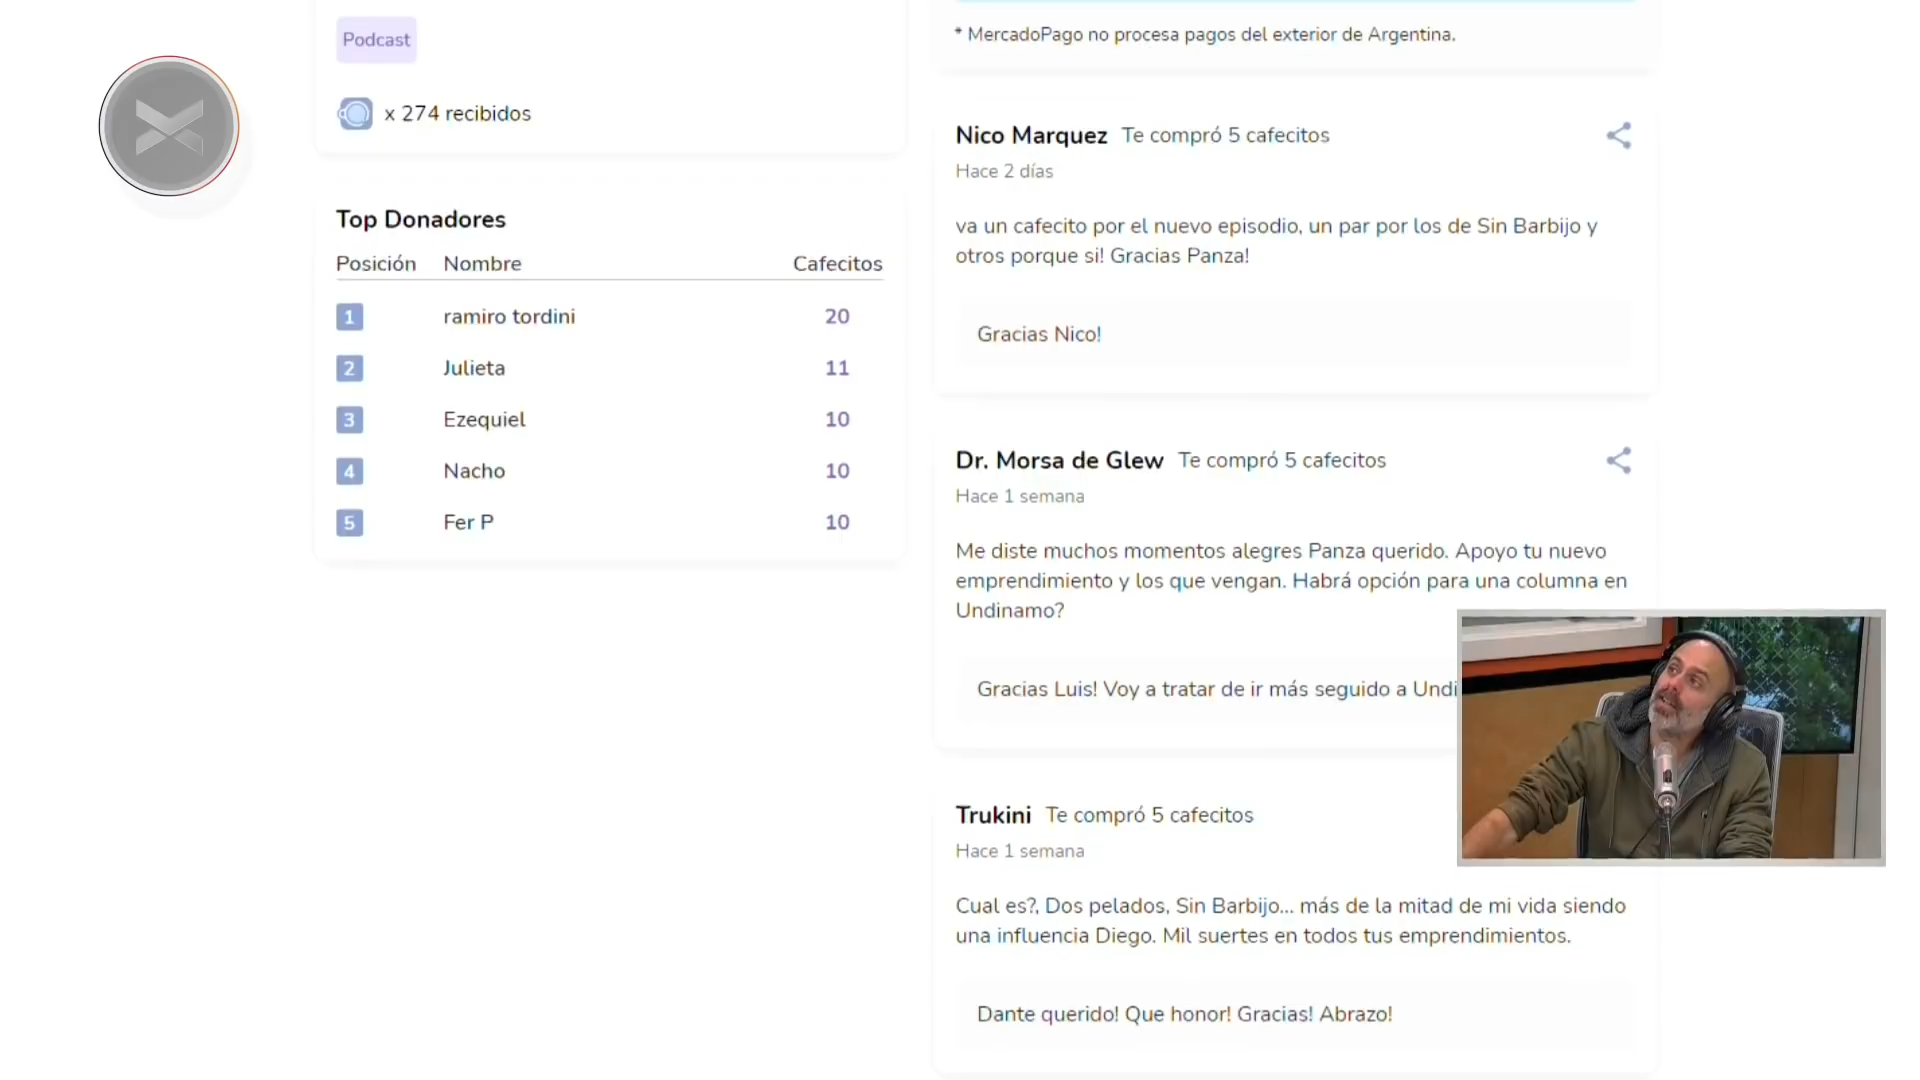 Podcast
x 274 recibidos
Top Donadores
Posición Nombre Cafecitos
1 ramiro tordini 20
2 Julieta 11
3 Ezequiel 10
4 Nacho 10
5 Fer P 10
* MercadoPago no procesa pagos del exterior de Argentina.
Nico Marquez Te compró 5 cafecitos
Hace 2 días
va un cafecito por el nuevo episodio, un par por los de Sin Barbijo y
otros porque si! Gracias Panza!
Gracias Nico!
Dr. Morsa de Glew Te compró 5 cafecitos
Hace 1 semana
Me diste muchos momentos alegres Panza querido. Apoyo tu nuevo
emprendimiento y los que vengan. Habrá opción para una columna en
Undinamo?
Gracias Luis! Voy a tratar de ir más seguido a Undi
Trukini Te compró 5 cafecitos
Hace 1 semana
Cual es?, Dos pelados, Sin Barbijo... más de la mitad de mi vida siendo
una influencia Diego. Mil suertes en todos tus emprendimientos.
Dante querido! Que honor! Gracias! Abrazo!